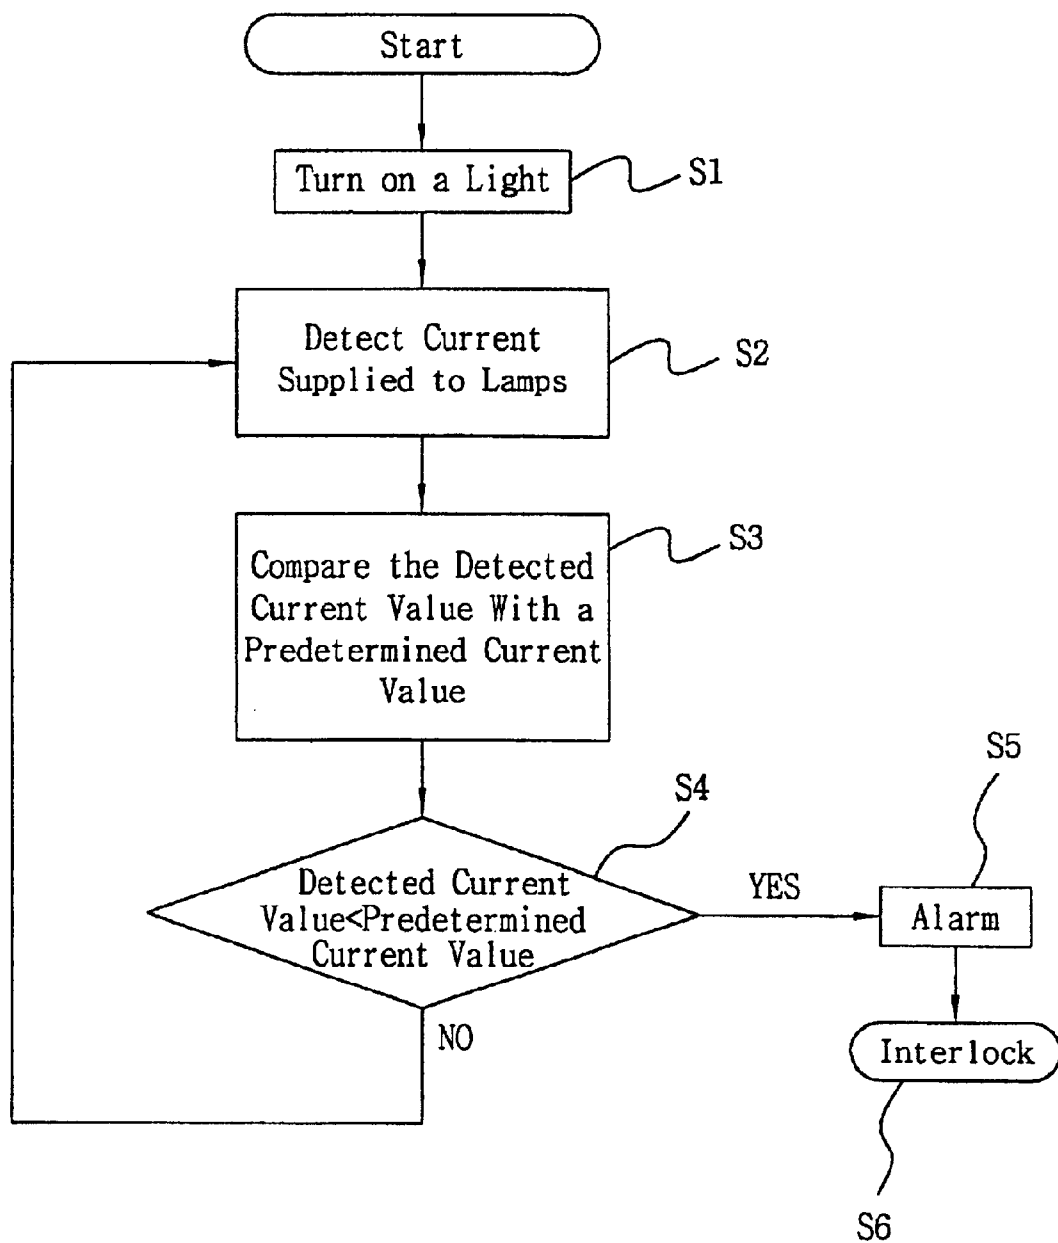 Start
Turn on a Light
S1
Detect Current
Supplied to Lamps
S2
Compare the Detected
Current Value With a
Predetermined Current
Value
S3
Detected Current
Value<Predetermined
Current Value
S4
YES
NO
Alarm
S5
Interlock
S6